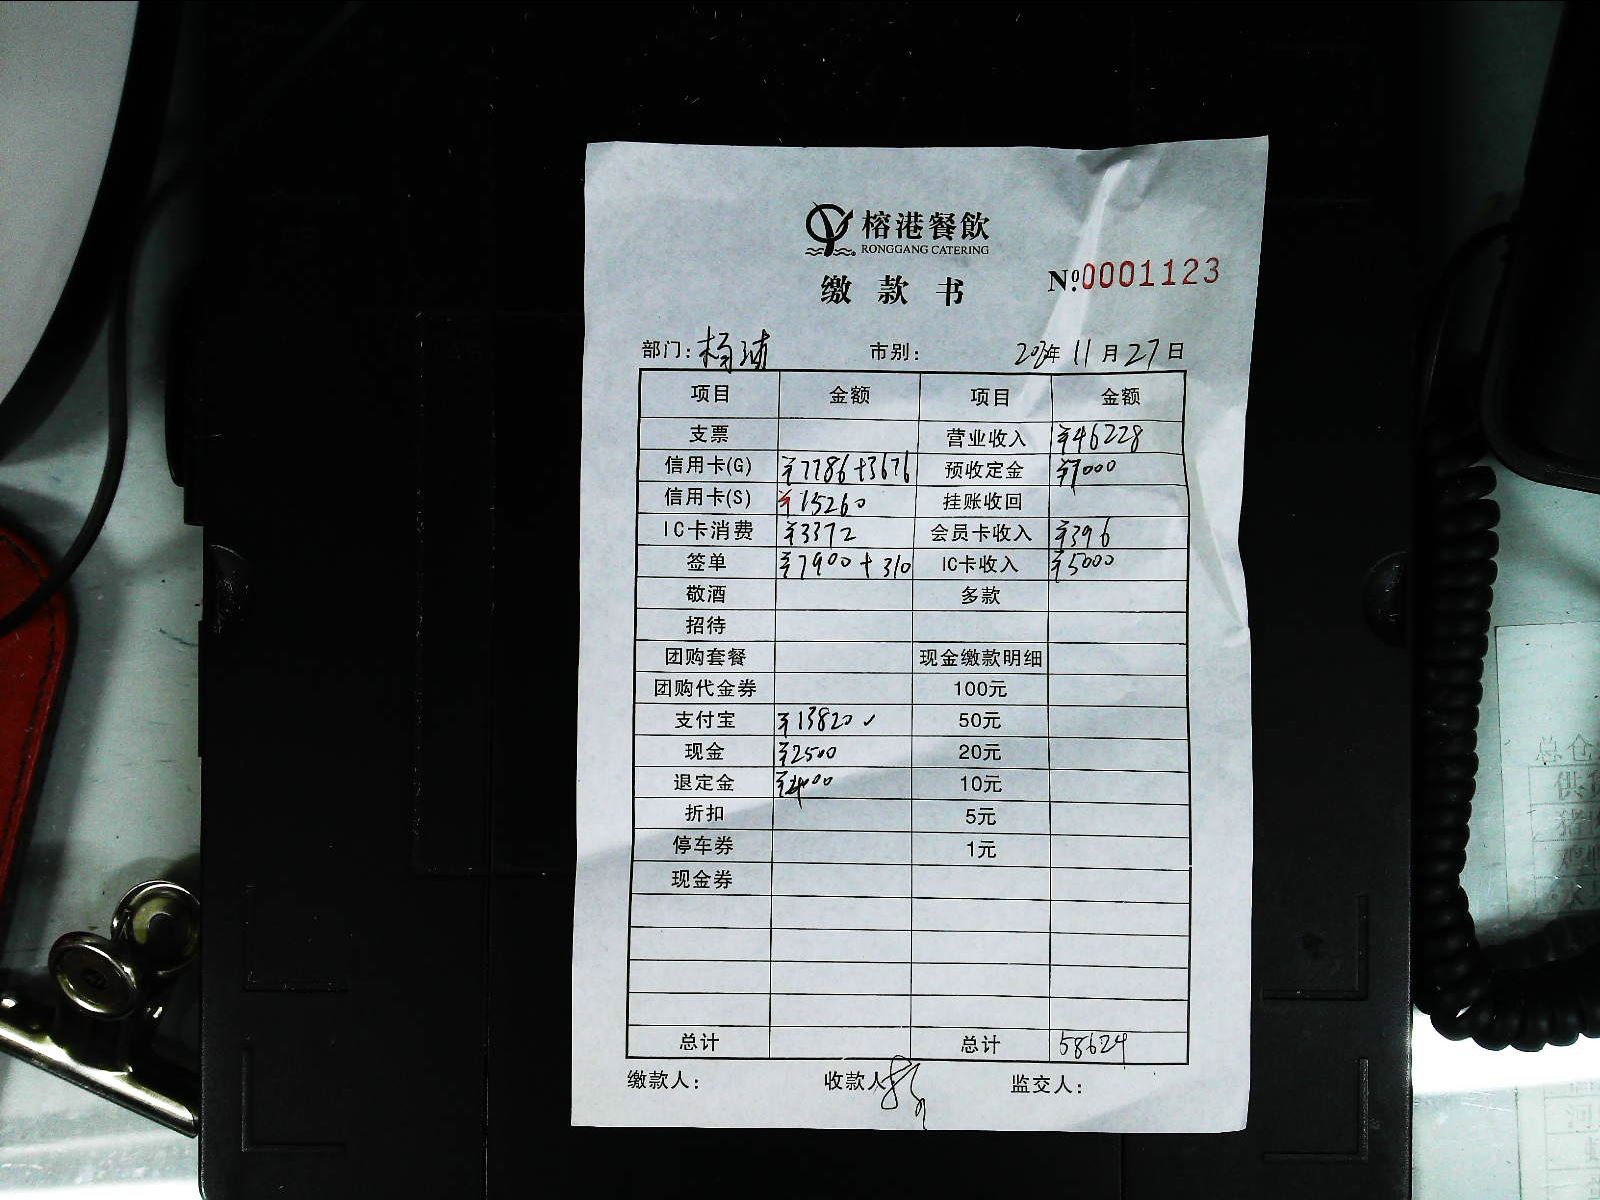 榕港餐飲
RONGGANG CATERING
缴款书
№:0001123
部门: 市别: 年 11 月 27 日
项目 金额 项目 金额
支票 营业收入 ¥46228
信用卡(G) ¥7786+3676 预收定金 ¥7000
信用卡(S) ¥15260 挂账收回
IC卡消费 ¥3372 会员卡收入 ¥396
签单 ¥7900+310 IC卡收入 ¥5000
敬酒 多款
招待
团购套餐 现金缴款明细
团购代金券 100元
支付宝 ¥13820 ✓ 50元
现金 ¥2500 20元
退定金 ¥4000 10元
折扣 5元
停车券 1元
现金券
总计 总计 58624
缴款人: 收款人 监交人: